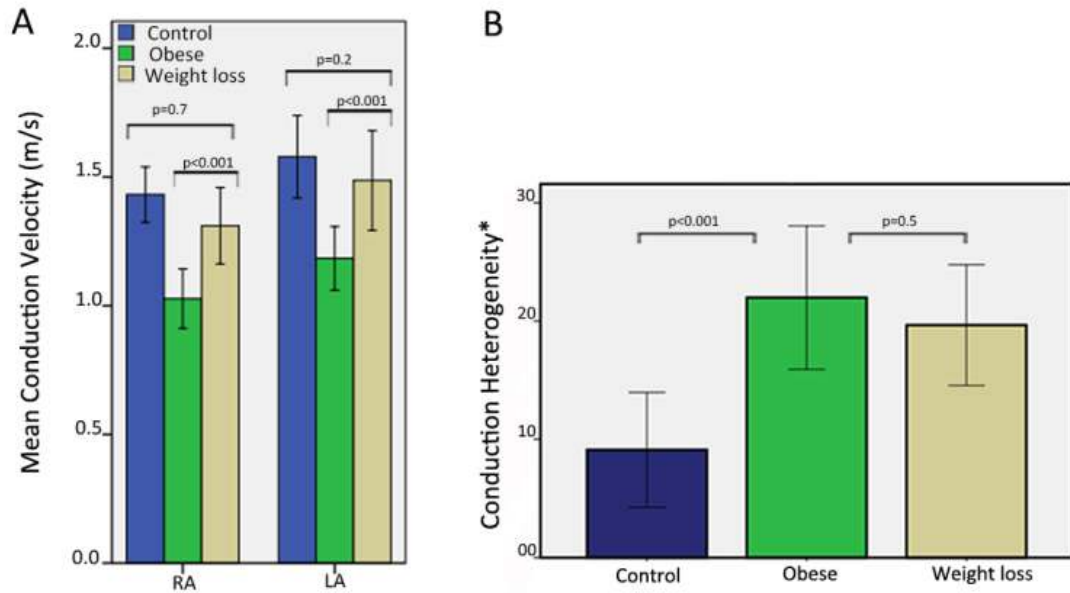 A
Control
Obese
Weight loss
p=0.7
p<0.001
p=0.2
p<0.001
Mean Conduction Velocity (m/s)
2.0
1.5
1.0
0.5
0.0
RA
LA
B
p<0.001
p=0.5
Conduction Heterogeneity*
30
20
10
00
Control
Obese
Weight loss